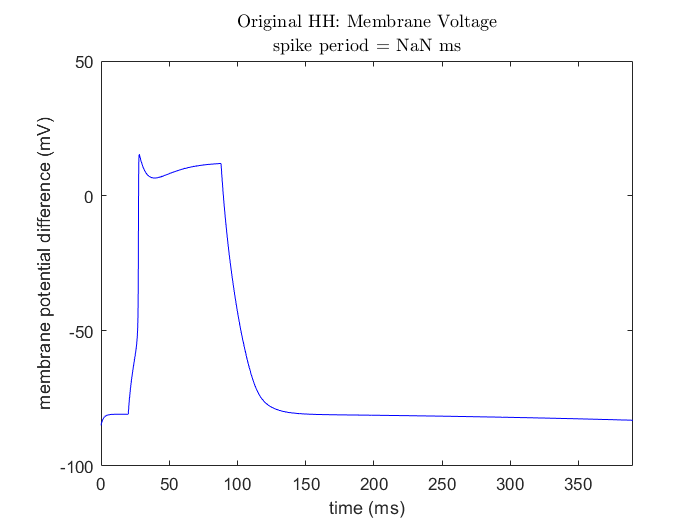 Original HH: Membrane Voltage
spike period = NaN ms
50
0
-50
-100
membrane potential difference (mV)
0 50 100 150 200 250 300 350
time (ms)